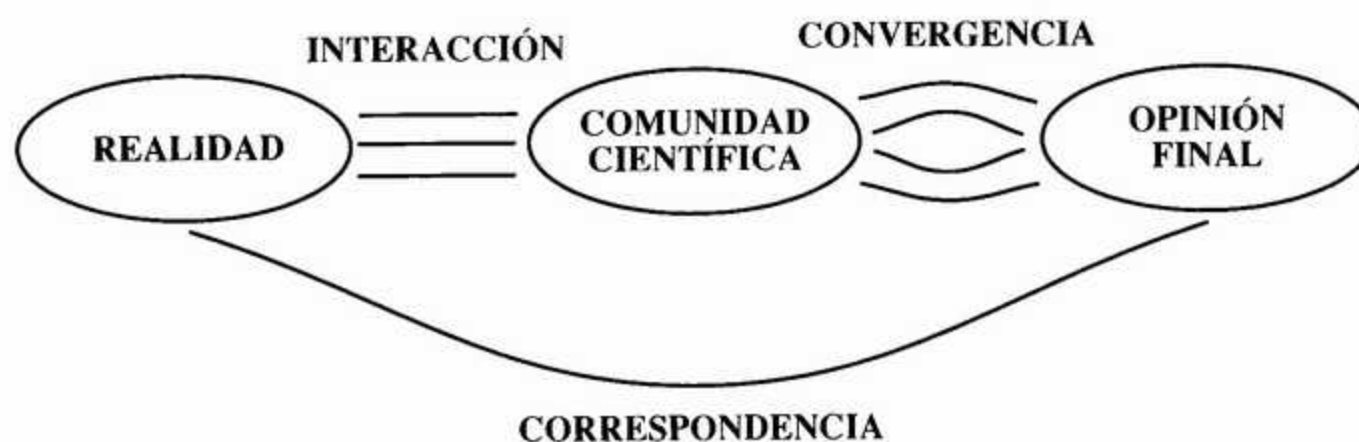 INTERACCIÓN
CONVERGENCIA
REALIDAD
COMUNIDAD
CIENTÍFICA
OPINIÓN
FINAL
CORRESPONDENCIA